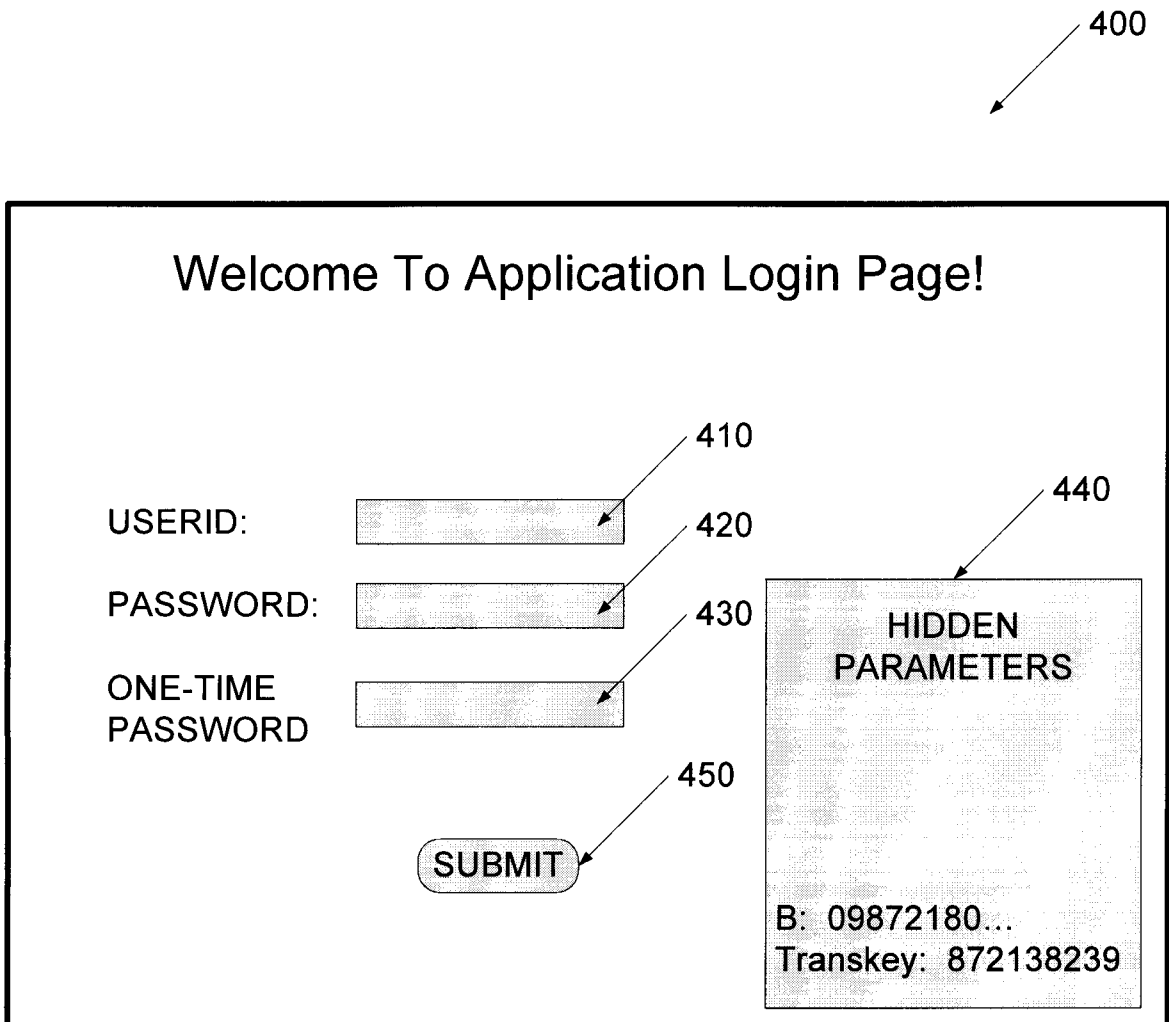 400
Welcome To Application Login Page!
410
USERID:
420
440
PASSWORD:
430
HIDDEN
PARAMETERS
ONE-TIME
PASSWORD
450
SUBMIT
B: 09872180...
Transkey: 872138239